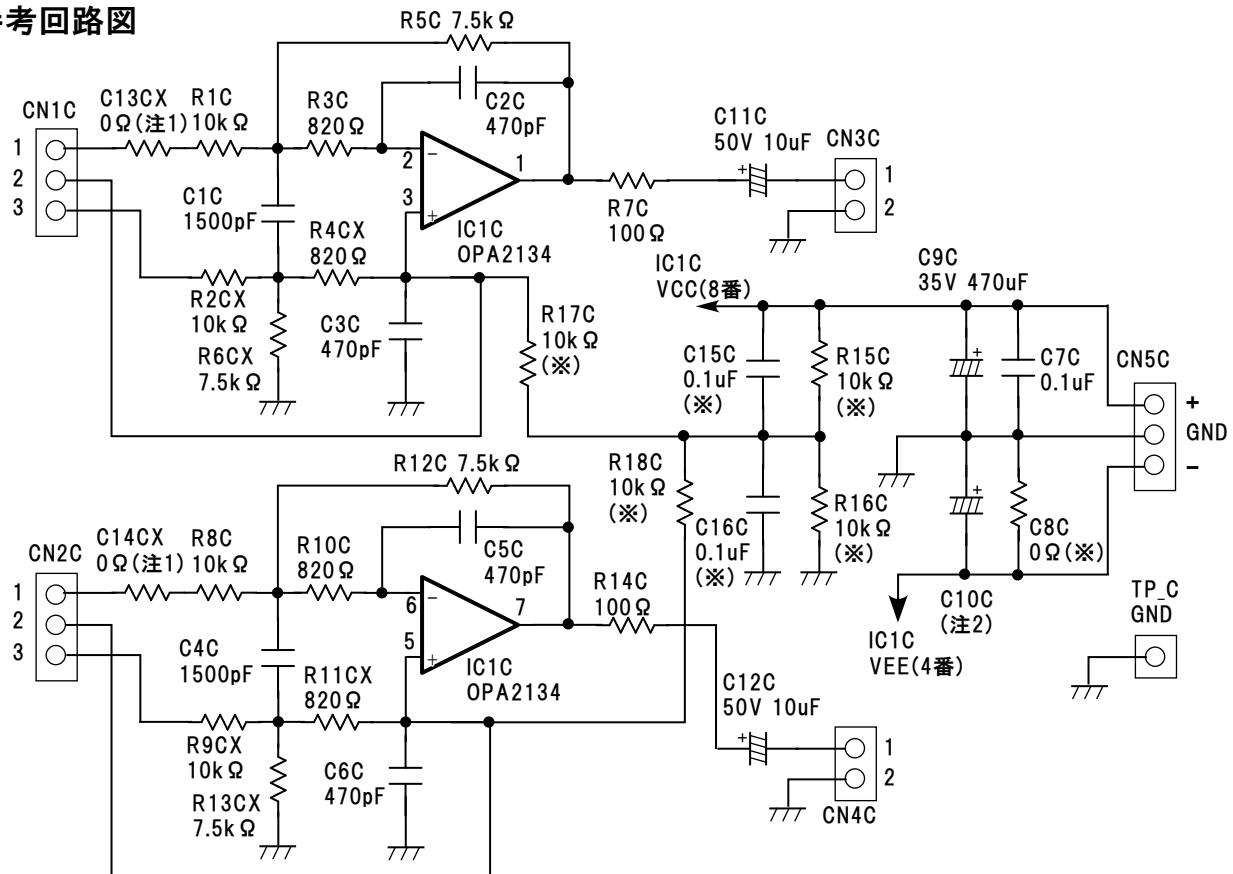 考回路図
R5C 7.5kΩ
C2C
470pF
CN1C
1
2
3
C13CX
0Ω(注1)
R1C
10kΩ
R3C
820Ω
2
3
1
−
+
IC1C
OPA2134
C1C
1500pF
R4CX
820Ω
R2CX
10kΩ
R6CX
7.5kΩ
C3C
470pF
R7C
100Ω
C11C
50V 10uF
CN3C
1
2
R17C
10kΩ
(※)
IC1C
VCC(8番)
C9C
35V 470uF
C15C
0.1uF
(※)
R15C
10kΩ
(※)
+
C7C
0.1uF
CN5C
+
GND
−
R18C
10kΩ
(※)
C16C
0.1uF
(※)
R16C
10kΩ
(※)
+
C8C
0Ω(※)
C10C
(注2)
IC1C
VEE(4番)
TP_C
GND
R12C 7.5kΩ
C5C
470pF
CN2C
1
2
3
C14CX
0Ω(注1)
R8C
10kΩ
R10C
820Ω
6
5
7
−
+
IC1C
OPA2134
C4C
1500pF
R11CX
820Ω
R9CX
10kΩ
R13CX
7.5kΩ
C6C
470pF
R14C
100Ω
C12C
50V 10uF
+
+
1
2
CN4C